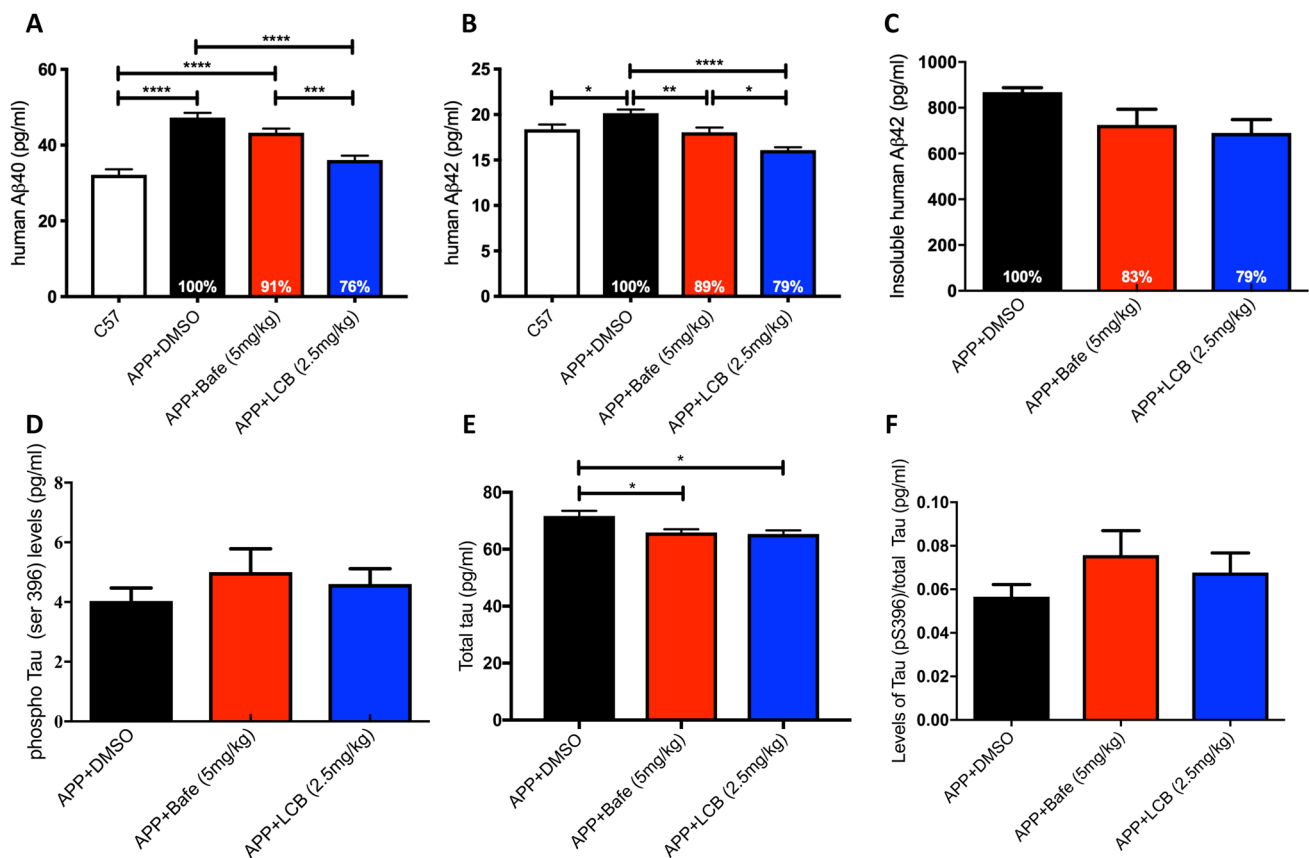 A
human Aβ40 (pg/ml)
60
40
20
0
****
****
****
***
100%
91%
76%
C57
APP+DMSO
APP+Bafe (5mg/kg)
APP+LCB (2.5mg/kg)
B
human Aβ42 (pg/ml)
25
20
15
10
5
0
****
*
**
*
100%
89%
79%
C57
APP+DMSO
APP+Bafe (5mg/kg)
APP+LCB (2.5mg/kg)
C
Insoluble human Aβ42 (pg/ml)
1000
800
600
400
200
0
100%
83%
79%
APP+DMSO
APP+Bafe (5mg/kg)
APP+LCB (2.5mg/kg)
D
phospho Tau (ser 396) levels (pg/ml)
8
6
4
2
0
APP+DMSO
APP+Bafe (5mg/kg)
APP+LCB (2.5mg/kg)
E
Total tau (pg/ml)
80
60
40
20
0
*
*
APP+DMSO
APP+Bafe (5mg/kg)
APP+LCB (2.5mg/kg)
F
Levels of Tau (pS396)/total Tau (pg/ml)
0.10
0.08
0.06
0.04
0.02
0.00
APP+DMSO
APP+Bafe (5mg/kg)
APP+LCB (2.5mg/kg)